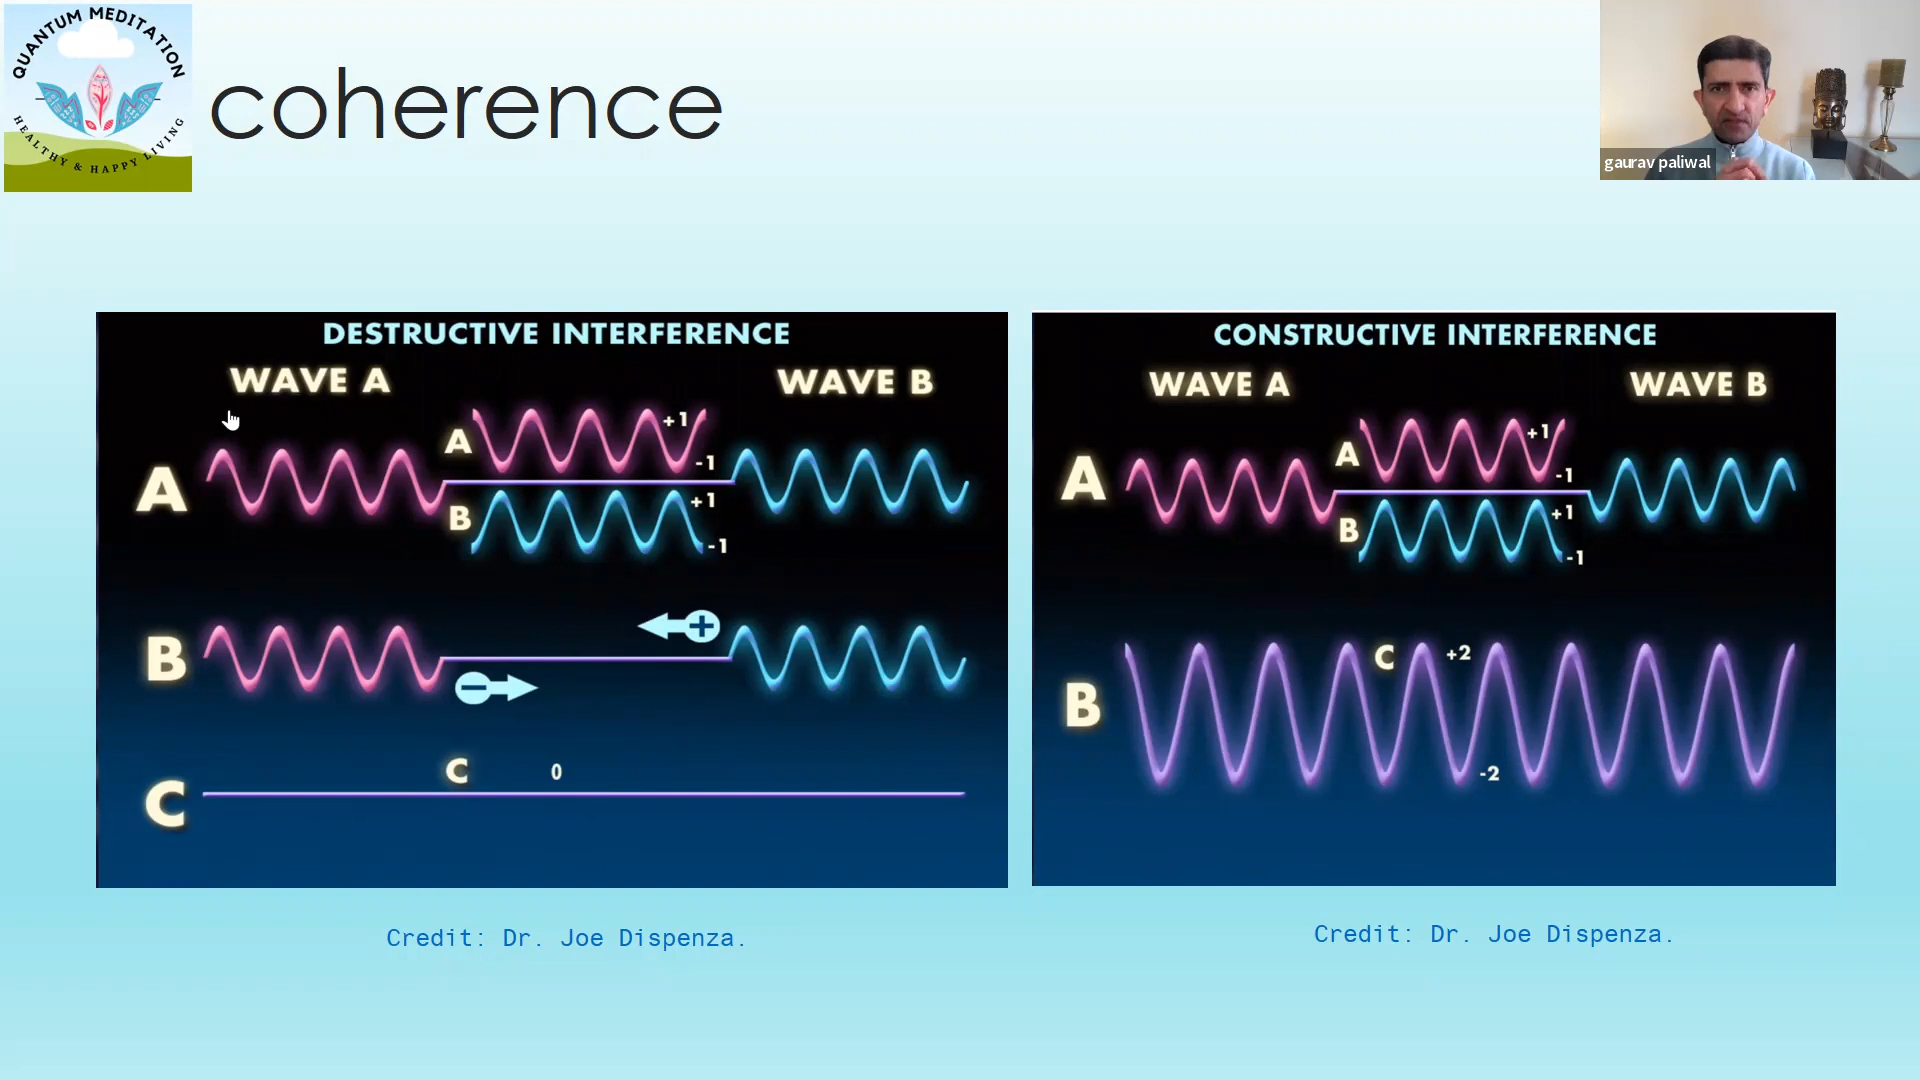 QUANTUM MEDITATION
HEALTHY & HAPPY LIVING
coherence
gaurav paliwal
DESTRUCTIVE INTERFERENCE
WAVE A
WAVE B
A
A
+1
-1
B
+1
-1
B
+
−
C
C
0
Credit: Dr. Joe Dispenza.
CONSTRUCTIVE INTERFERENCE
WAVE A
WAVE B
A
A
+1
-1
B
+1
-1
B
C
+2
-2
Credit: Dr. Joe Dispenza.